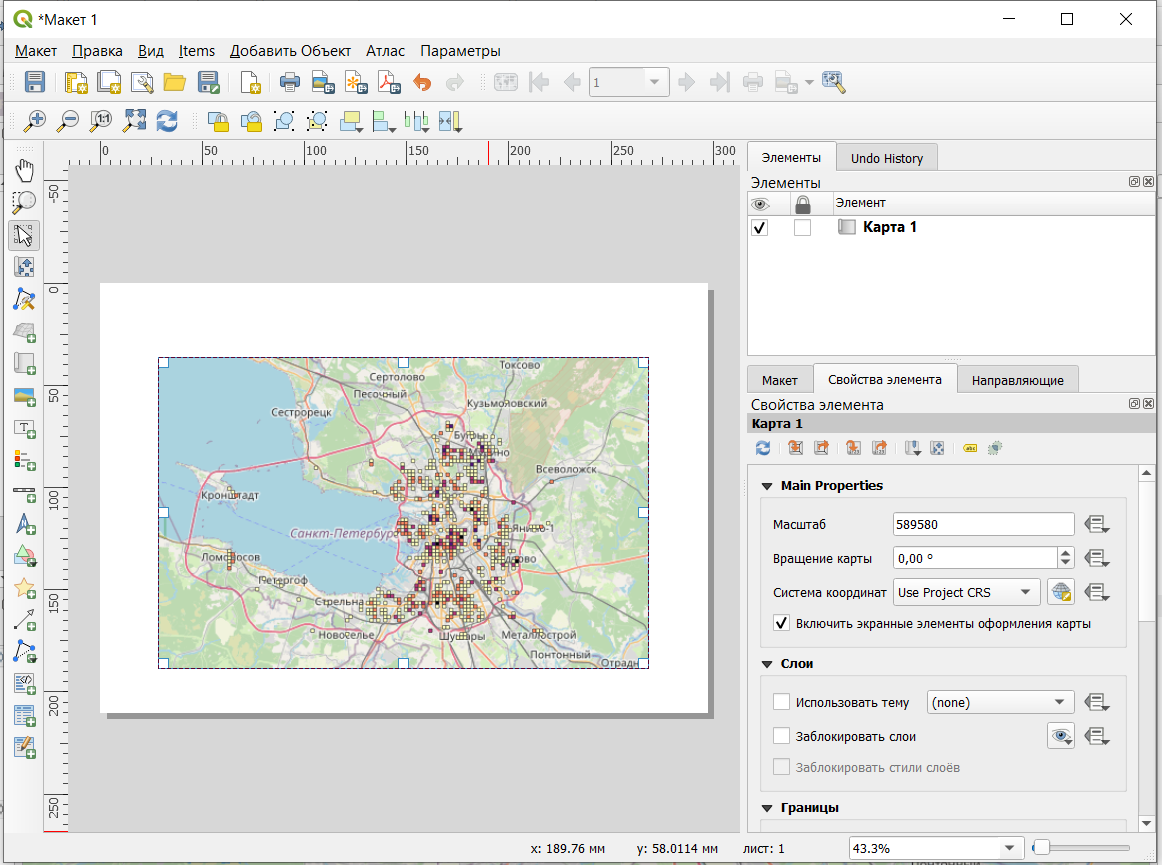 *Макет 1
Макет Правка Вид Items Добавить Объект Атлас Параметры
1
1:1
0 50 100 150 200 250 300
-50
0
50
100
150
200
250
Элементы Undo History
Элементы
Элемент
Карта 1
Токсово
Сертолово
Песочный
Кузьмоловский
Сестрорецк
Бугры
Мурино
Всеволожск
Кронштадт
Санкт-Петербург
Янино-1
Ломоносов
Петергоф
Стрельна
Новоселье
Шушары
Металлострой
Понтонный
Отрадн
Макет Свойства элемента Направляющие
Свойства элемента
Карта 1
abc
Main Properties
Масштаб 589580
Вращение карты 0,00 °
Система координат Use Project CRS
Включить экранные элементы оформления карты
Слои
Использовать тему (none)
Заблокировать слои
Заблокировать стили слоёв
Границы
x: 189.76 мм y: 58.0114 мм лист: 1 43.3%